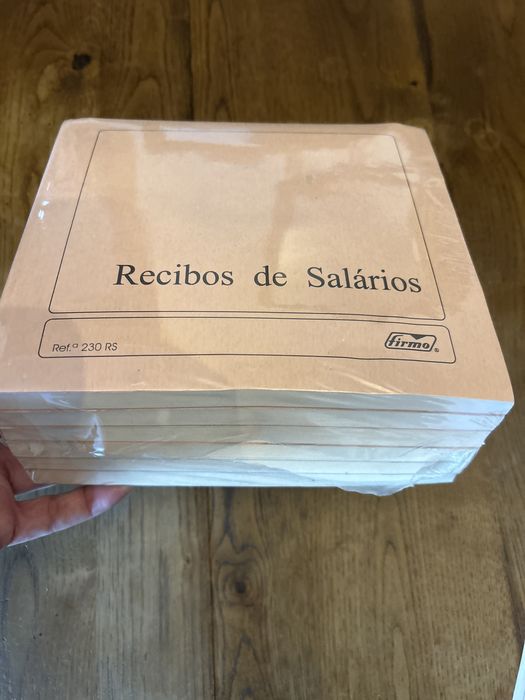 Recibos de Salários
Ref.ª 230 RS
firmo®